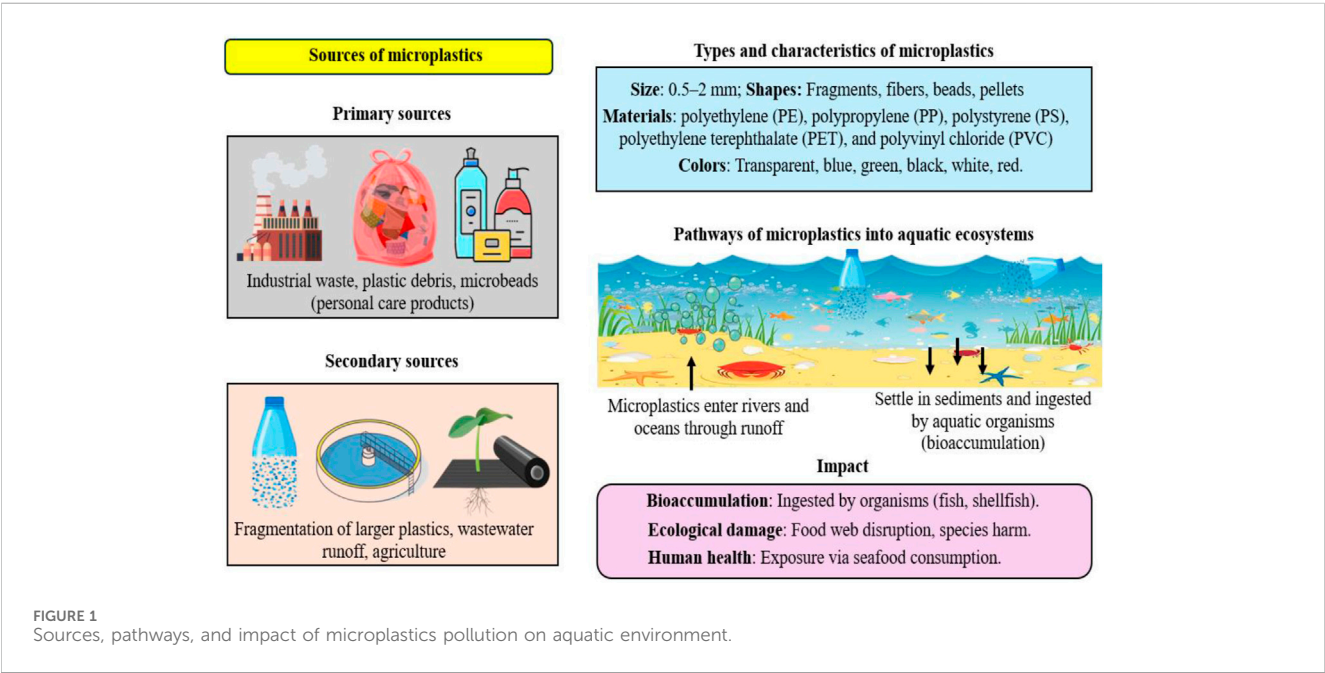 Sources of microplastics
Primary sources
Industrial waste, plastic debris, microbeads
(personal care products)
Secondary sources
Fragmentation of larger plastics, wastewater
runoff, agriculture
Types and characteristics of microplastics
Size: 0.5–2 mm; Shapes: Fragments, fibers, beads, pellets
Materials: polyethylene (PE), polypropylene (PP), polystyrene (PS),
polyethylene terephthalate (PET), and polyvinyl chloride (PVC)
Colors: Transparent, blue, green, black, white, red.
Pathways of microplastics into aquatic ecosystems
Microplastics enter rivers and
oceans through runoff
Settle in sediments and ingested
by aquatic organisms
(bioaccumulation)
Impact
Bioaccumulation: Ingested by organisms (fish, shellfish).
Ecological damage: Food web disruption, species harm.
Human health: Exposure via seafood consumption.
FIGURE 1
Sources, pathways, and impact of microplastics pollution on aquatic environment.